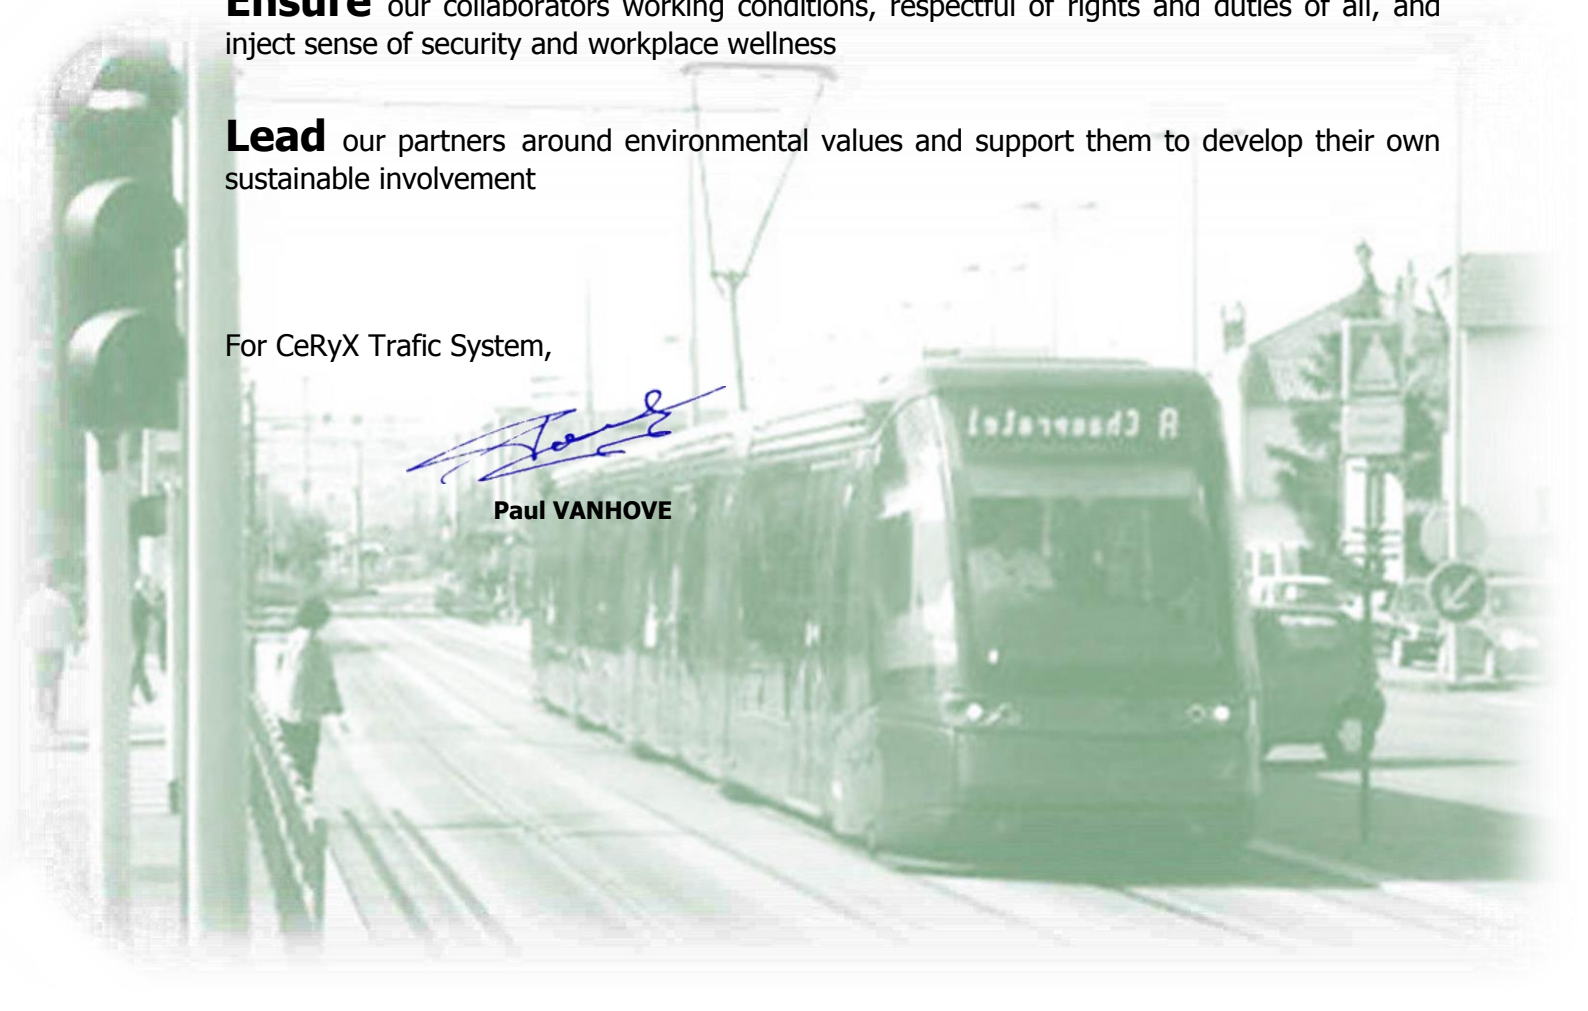 Ensure our collaborators working conditions, respectful of rights and duties of all, and
inject sense of security and workplace wellness
Lead our partners around environmental values and support them to develop their own
sustainable involvement
For CeRyX Trafic System,
Paul VANHOVE
A Champratel